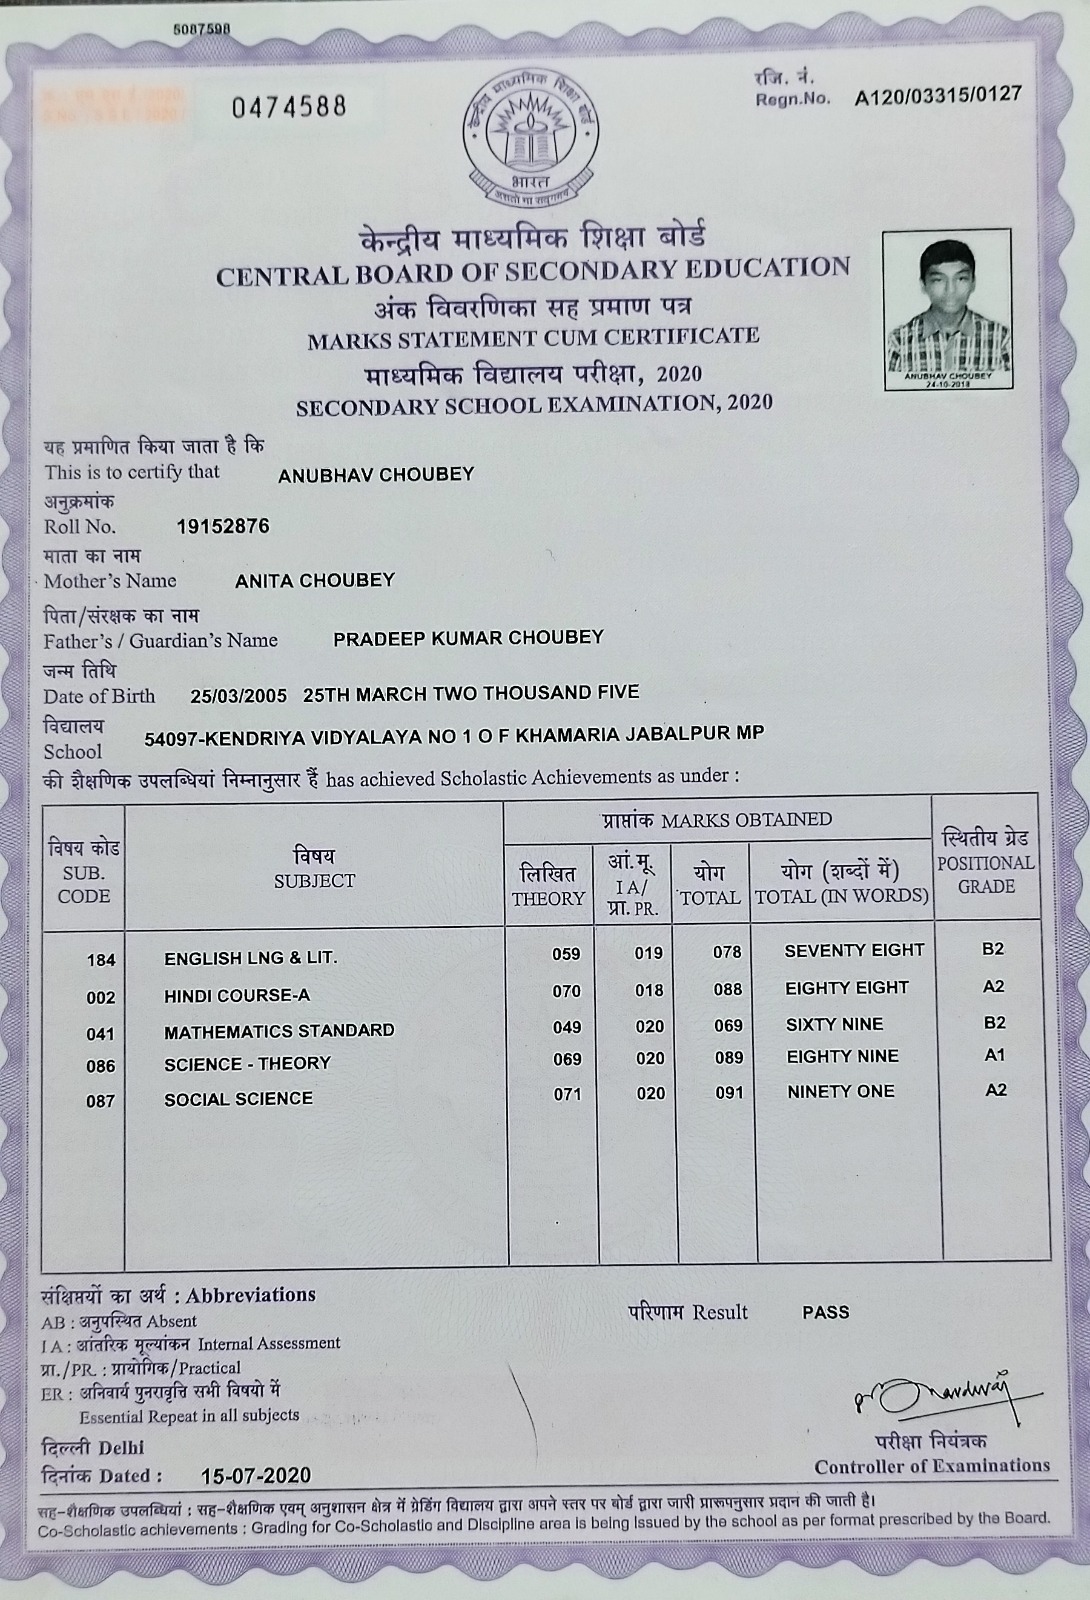 5087598
0474588
रजि. नं.
Regn.No. A120/03315/0127
केन्द्रीय माध्यमिक शिक्षा बोर्ड
भारत
असतो मा सद्गमय
केन्द्रीय माध्यमिक शिक्षा बोर्ड
CENTRAL BOARD OF SECONDARY EDUCATION
अंक विवरणिका सह प्रमाण पत्र
MARKS STATEMENT CUM CERTIFICATE
माध्यमिक विद्यालय परीक्षा, 2020
SECONDARY SCHOOL EXAMINATION, 2020
ANUBHAV CHOUBEY
24-10-2018
यह प्रमाणित किया जाता है कि
This is to certify that ANUBHAV CHOUBEY
अनुक्रमांक
Roll No. 19152876
माता का नाम
Mother's Name ANITA CHOUBEY
पिता/संरक्षक का नाम
Father's / Guardian's Name PRADEEP KUMAR CHOUBEY
जन्म तिथि
Date of Birth 25/03/2005 25TH MARCH TWO THOUSAND FIVE
विद्यालय
School 54097-KENDRIYA VIDYALAYA NO 1 O F KHAMARIA JABALPUR MP
की शैक्षणिक उपलब्धियां निम्नानुसार हैं has achieved Scholastic Achievements as under :
विषय कोड
SUB.
CODE
विषय
SUBJECT
प्राप्तांक MARKS OBTAINED
लिखित
THEORY
आं.मू.
I A/
प्रा. PR.
योग
TOTAL
योग (शब्दों में)
TOTAL (IN WORDS)
स्थितीय ग्रेड
POSITIONAL
GRADE
184 ENGLISH LNG & LIT. 059 019 078 SEVENTY EIGHT B2
002 HINDI COURSE-A 070 018 088 EIGHTY EIGHT A2
041 MATHEMATICS STANDARD 049 020 069 SIXTY NINE B2
086 SCIENCE - THEORY 069 020 089 EIGHTY NINE A1
087 SOCIAL SCIENCE 071 020 091 NINETY ONE A2
संक्षिप्तियों का अर्थ : Abbreviations
AB : अनुपस्थित Absent
I A : आंतरिक मूल्यांकन Internal Assessment
प्रा./PR. : प्रायोगिक/Practical
ER : अनिवार्य पुनरावृत्ति सभी विषयो में
Essential Repeat in all subjects
परिणाम Result PASS
दिल्ली Delhi
दिनांक Dated : 15-07-2020
परीक्षा नियंत्रक
Controller of Examinations
सह-शैक्षणिक उपलब्धियां : सह-शैक्षणिक एवम् अनुशासन क्षेत्र में ग्रेडिंग विद्यालय द्वारा अपने स्तर पर बोर्ड द्वारा जारी प्रारूपनुसार प्रदान की जाती है।
Co-Scholastic achievements : Grading for Co-Scholastic and Discipline area is being issued by the school as per format prescribed by the Board.